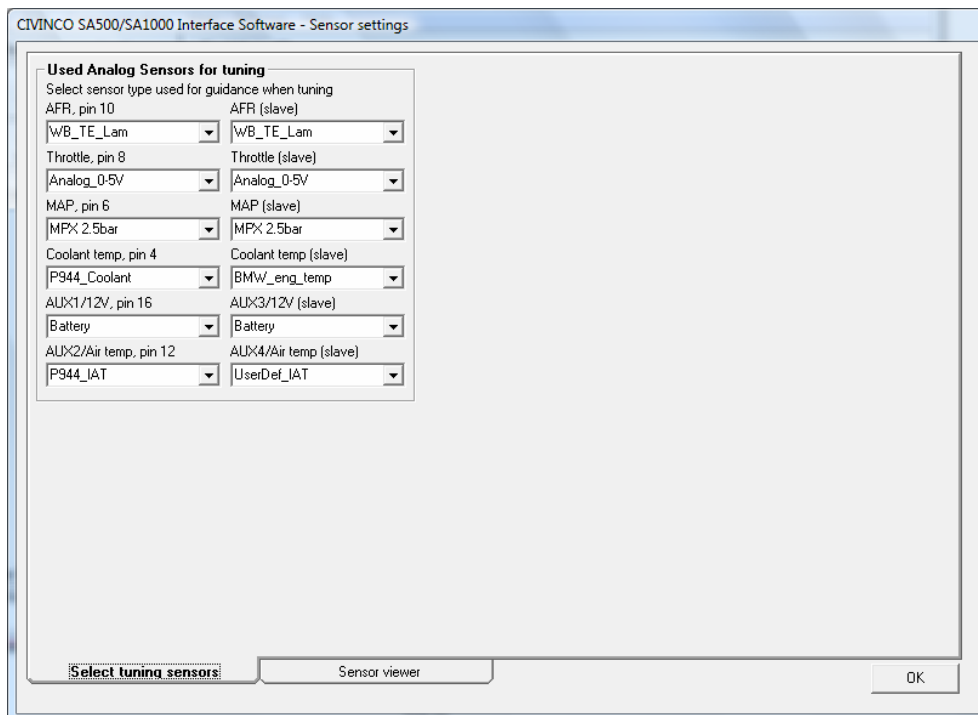 CIVINCO SA500/SA1000 Interface Software - Sensor settings
Used Analog Sensors for tuning
Select sensor type used for guidance when tuning
AFR, pin 10 AFR (slave)
WB_TE_Lam WB_TE_Lam
Throttle, pin 8 Throttle (slave)
Analog_0-5V Analog_0-5V
MAP, pin 6 MAP (slave)
MPX 2.5bar MPX 2.5bar
Coolant temp, pin 4 Coolant temp (slave)
P944_Coolant BMW_eng_temp
AUX1/12V, pin 16 AUX3/12V (slave)
Battery Battery
AUX2/Air temp, pin 12 AUX4/Air temp (slave)
P944_IAT UserDef_IAT
Select tuning sensors Sensor viewer OK